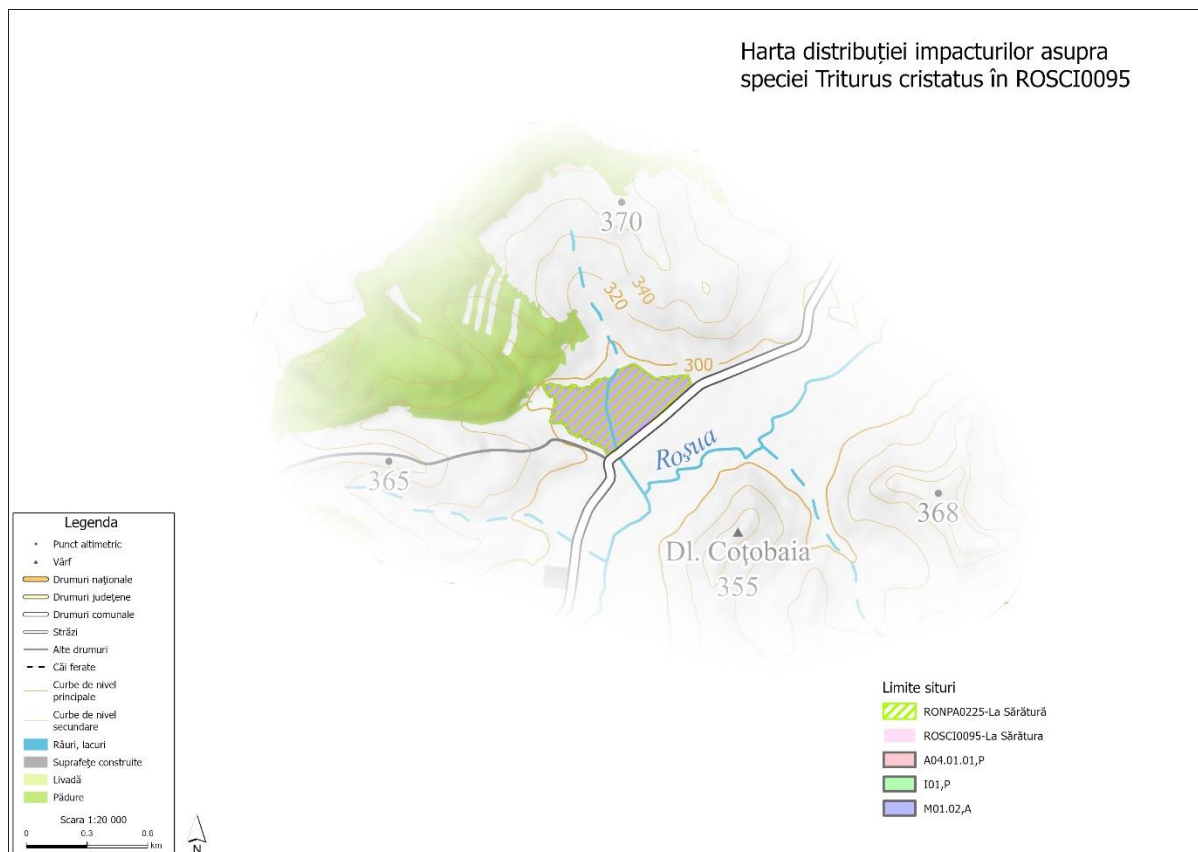 Harta distribuției impacturilor asupra
speciei Triturus cristatus în ROSCI0095
370
340
320
300
365
Roșua
368
Dl. Coțobaia
355
Legenda
Punct altimetric
Vârf
Drumuri naționale
Drumuri județene
Drumuri comunale
Străzi
Alte drumuri
Căi ferate
Curbe de nivel
principale
Curbe de nivel
secundare
Râuri, lacuri
Suprafețe construite
Livadă
Pădure
Scara 1:20 000
0 0.3 0.6
km
N
Limite situri
RONPA0225-La Sărătură
ROSCI0095-La Sărătura
A04.01.01,P
I01,P
M01.02,A